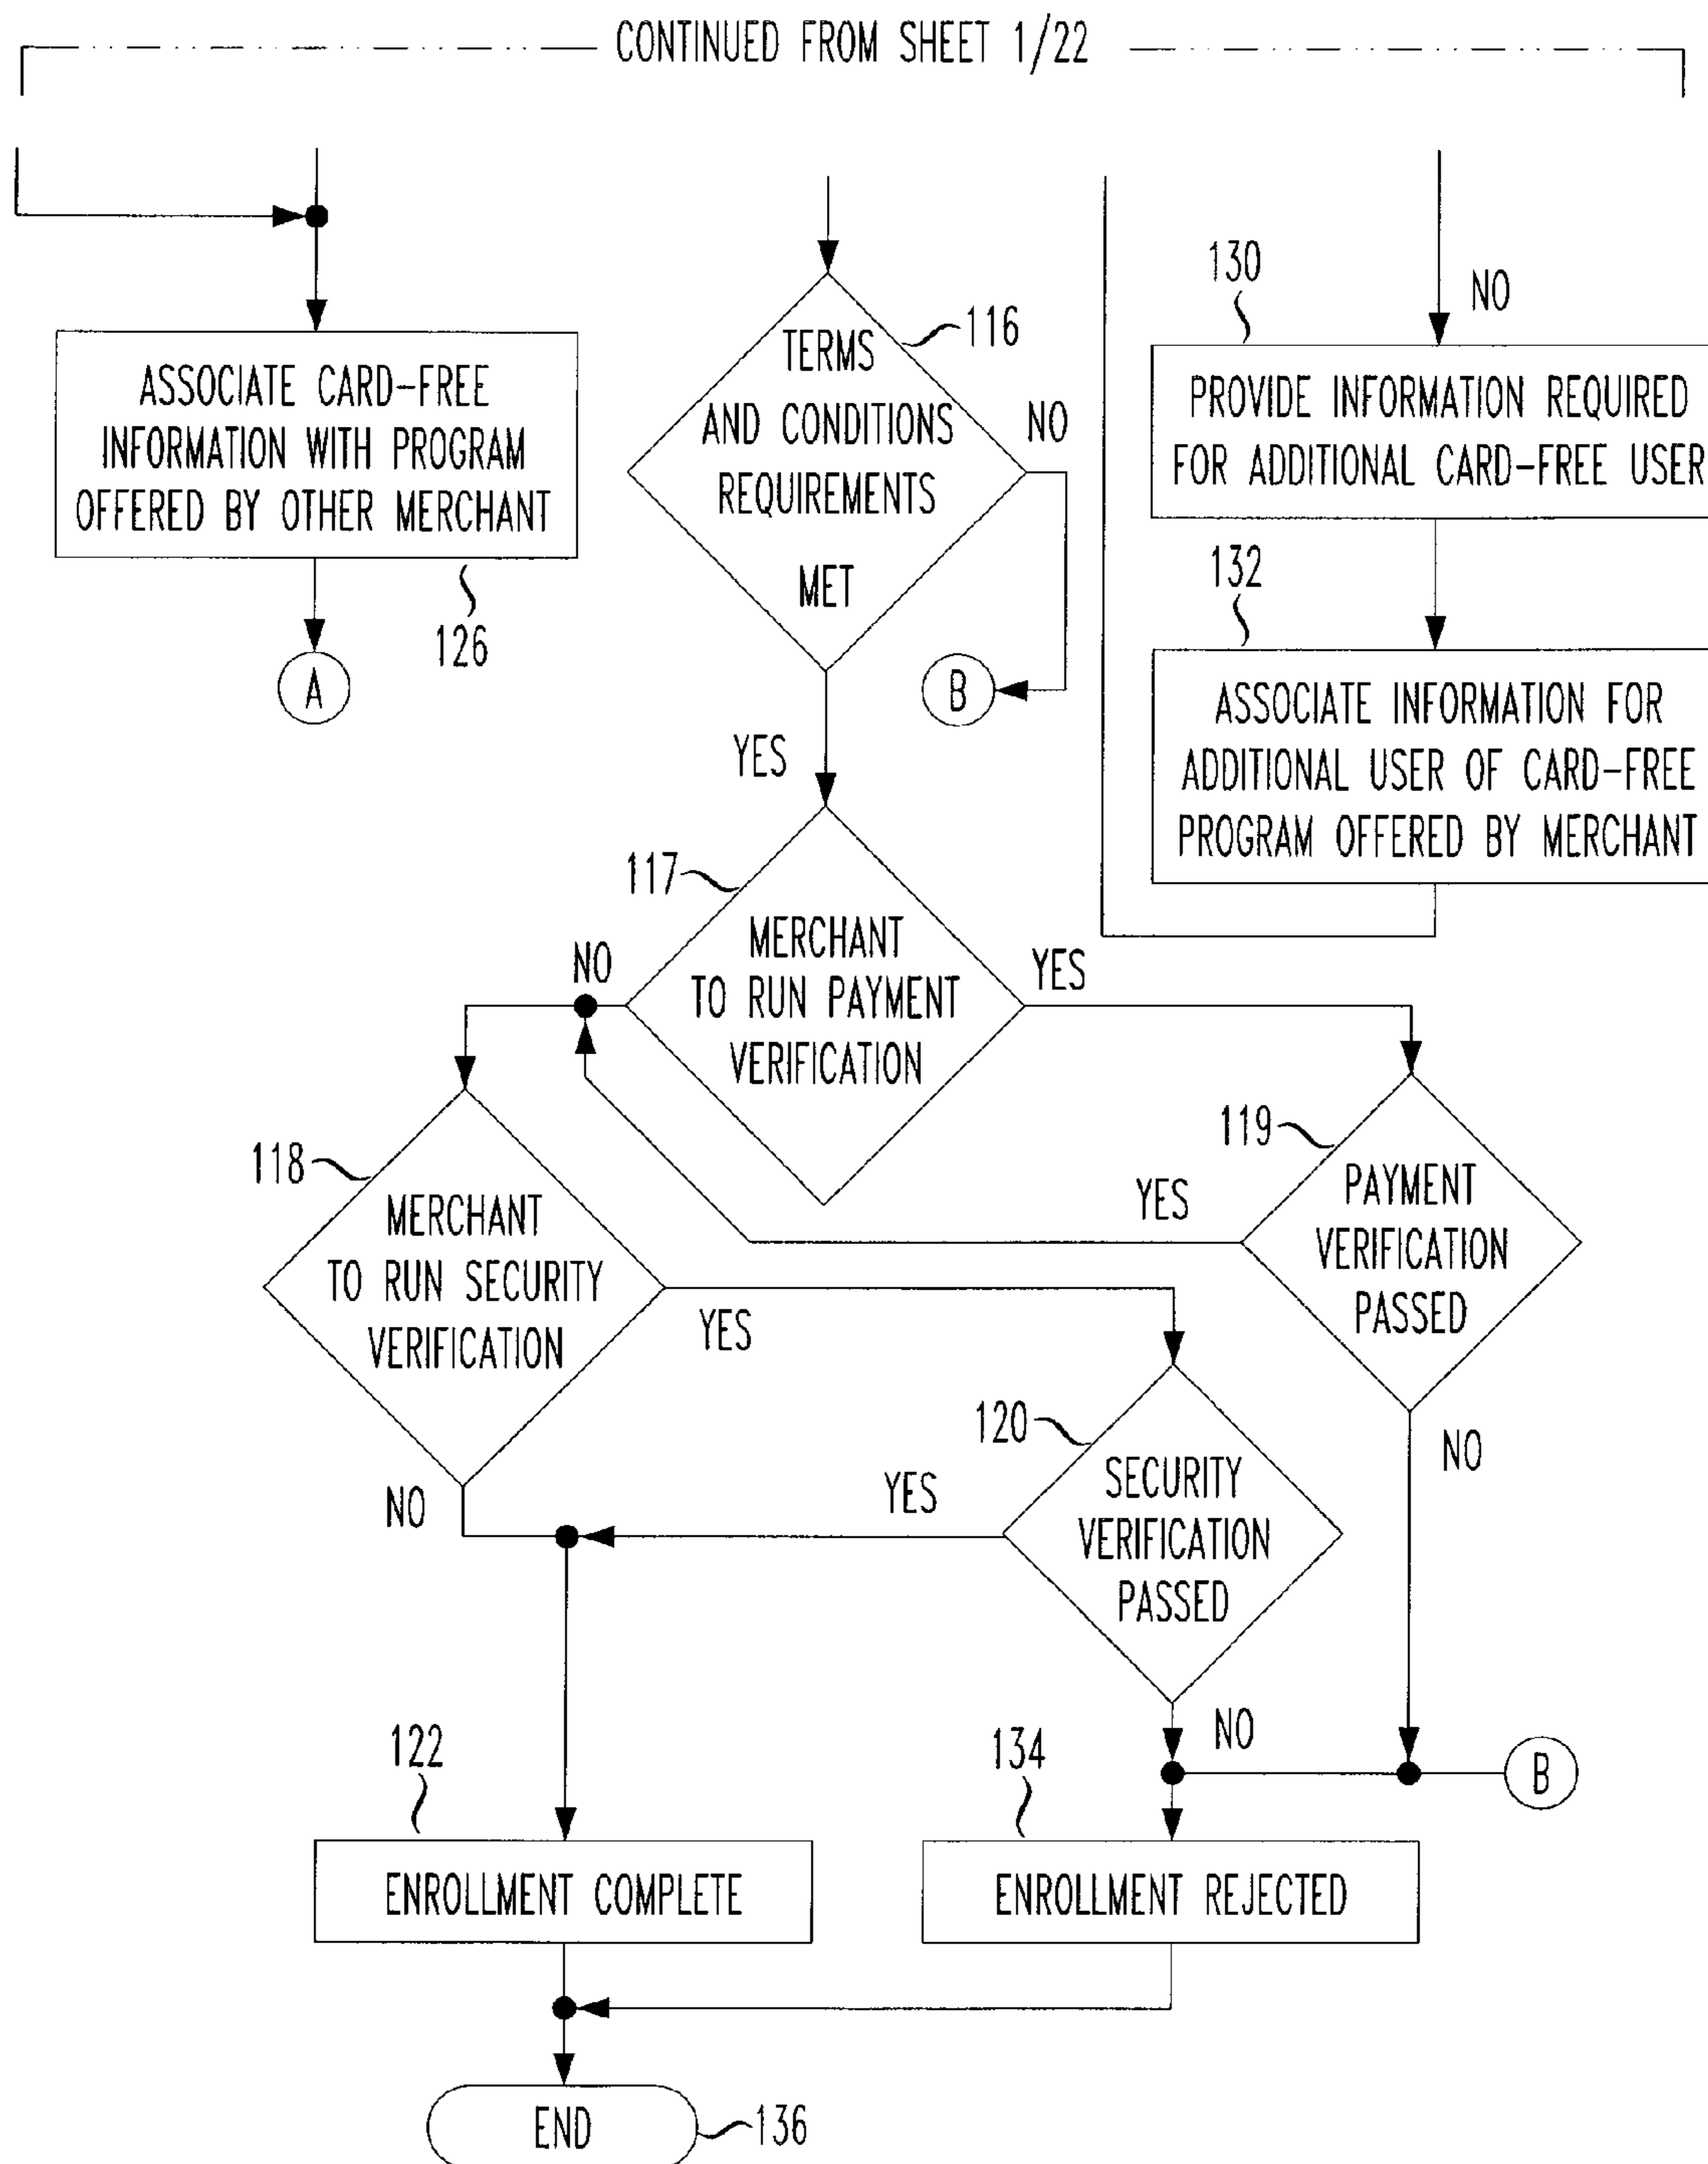 CONTINUED FROM SHEET 1/22
ASSOCIATE CARD-FREE
INFORMATION WITH PROGRAM
OFFERED BY OTHER MERCHANT
126
A
TERMS
AND CONDITIONS
REQUIREMENTS
MET
116
NO
B
YES
NO
130
PROVIDE INFORMATION REQUIRED
FOR ADDITIONAL CARD-FREE USER
132
ASSOCIATE INFORMATION FOR
ADDITIONAL USER OF CARD-FREE
PROGRAM OFFERED BY MERCHANT
117
MERCHANT
TO RUN PAYMENT
VERIFICATION
NO
YES
118
MERCHANT
TO RUN SECURITY
VERIFICATION
YES
NO
119
PAYMENT
VERIFICATION
PASSED
YES
NO
120
SECURITY
VERIFICATION
PASSED
YES
NO
B
122
ENROLLMENT COMPLETE
134
ENROLLMENT REJECTED
END
136